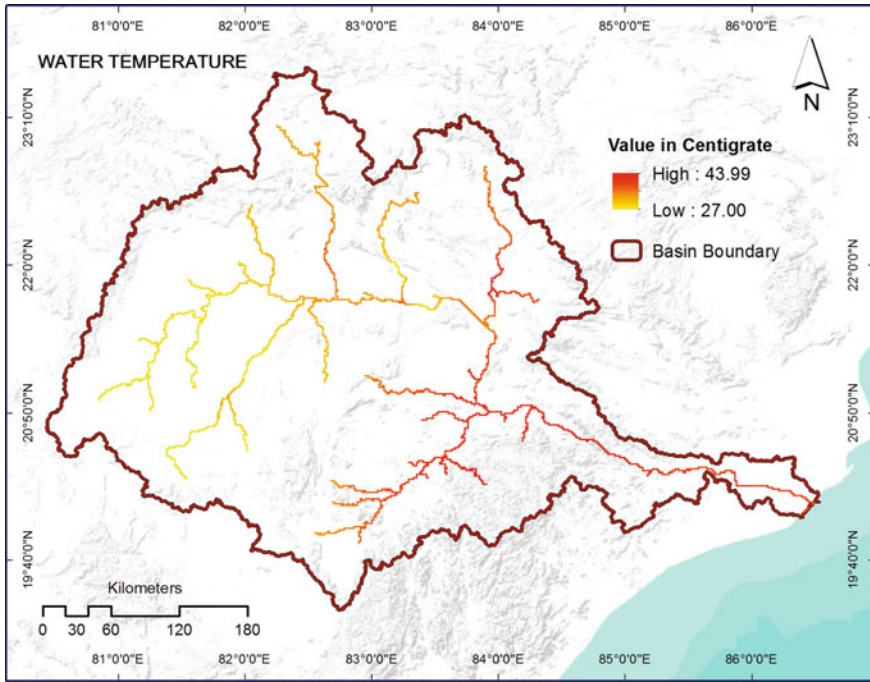 81°0'0"E 82°0'0"E 83°0'0"E 84°0'0"E 85°0'0"E 86°0'0"E
WATER TEMPERATURE
N
23°10'0"N 23°10'0"N
Value in Centigrate
High : 43.99
Low : 27.00
Basin Boundary
22°0'0"N 22°0'0"N
20°50'0"N 20°50'0"N
19°40'0"N 19°40'0"N
Kilometers
0 30 60 120 180
81°0'0"E 82°0'0"E 83°0'0"E 84°0'0"E 85°0'0"E 86°0'0"E